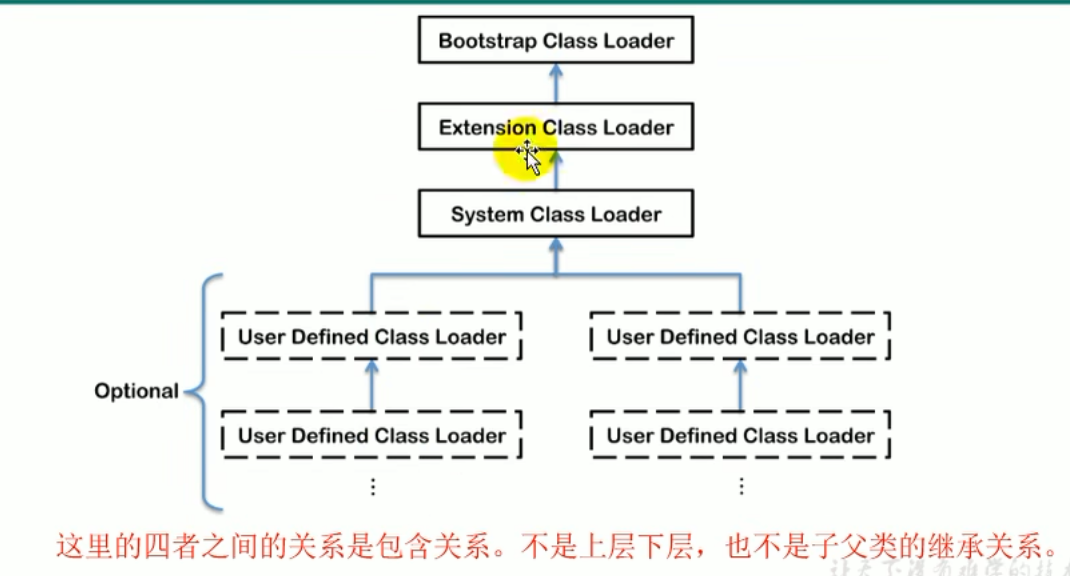 Bootstrap Class Loader
Extension Class Loader
System Class Loader
User Defined Class Loader
User Defined Class Loader
Optional
User Defined Class Loader
User Defined Class Loader
⋮
⋮
这里的四者之间的关系是包含关系。不是上层下层，也不是子父类的继承关系。